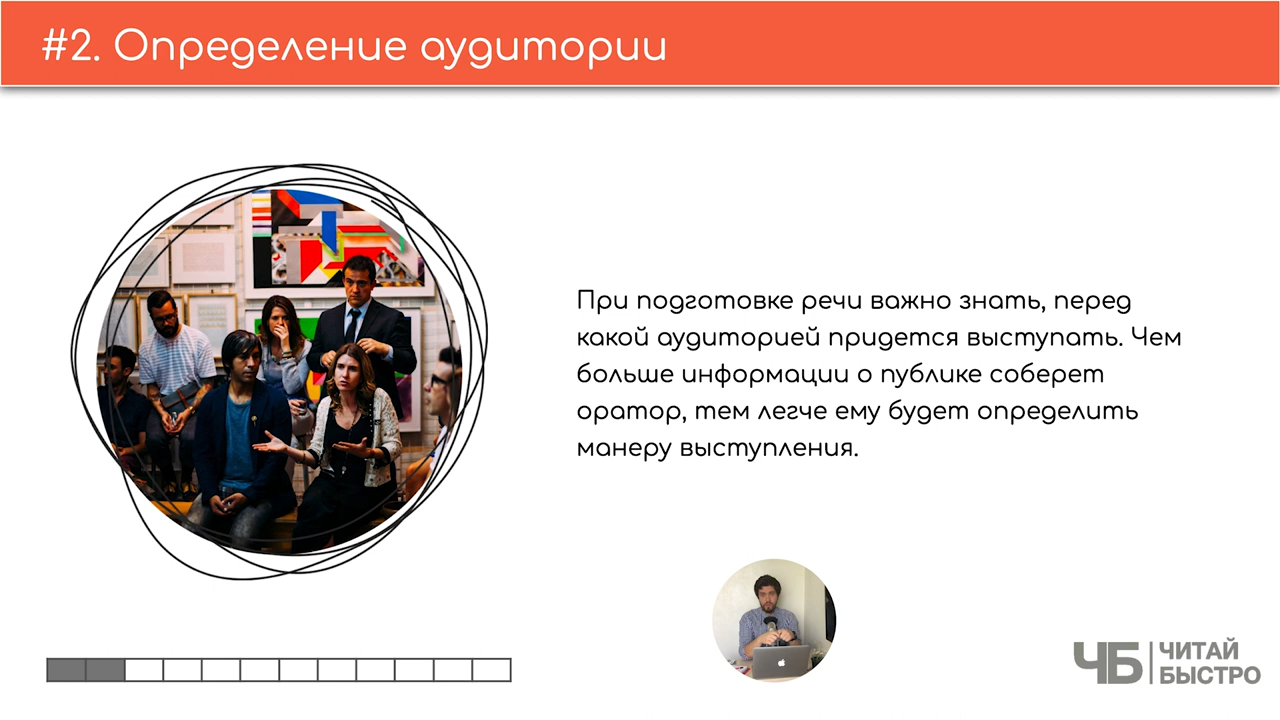 #2. Определение аудитории
При подготовке речи важно знать, перед
какой аудиторией придется выступать. Чем
больше информации о публике соберет
оратор, тем легче ему будет определить
манеру выступления.
ЧБ
ЧИТАЙ
БЫСТРО